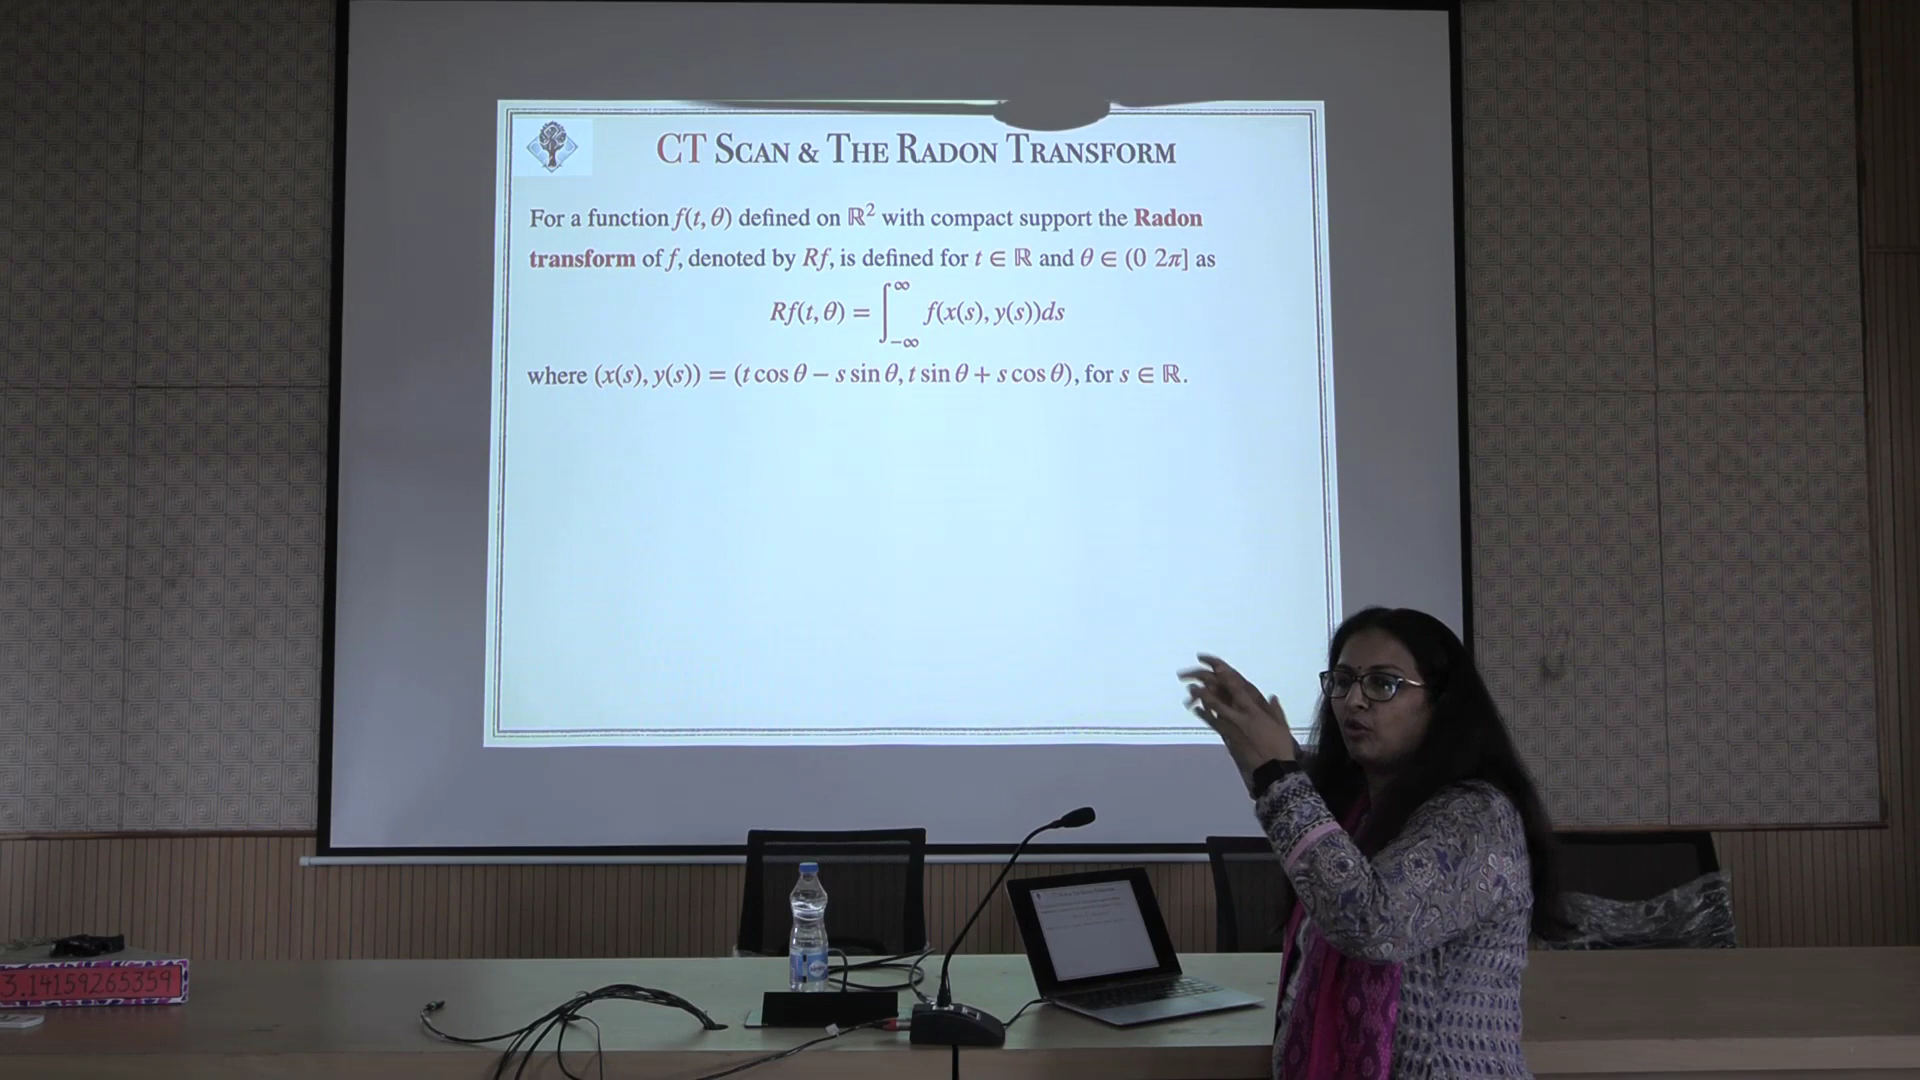 CT SCAN & THE RADON TRANSFORM
For a function f(t, θ) defined on ℝ² with compact support the Radon
transform of f, denoted by Rf, is defined for t ∈ ℝ and θ ∈ (0 2π] as
Rf(t, θ) = ∫_{-∞}^{∞} f(x(s), y(s))ds
where (x(s), y(s)) = (t cos θ − s sin θ, t sin θ + s cos θ), for s ∈ ℝ.
3.14159265359